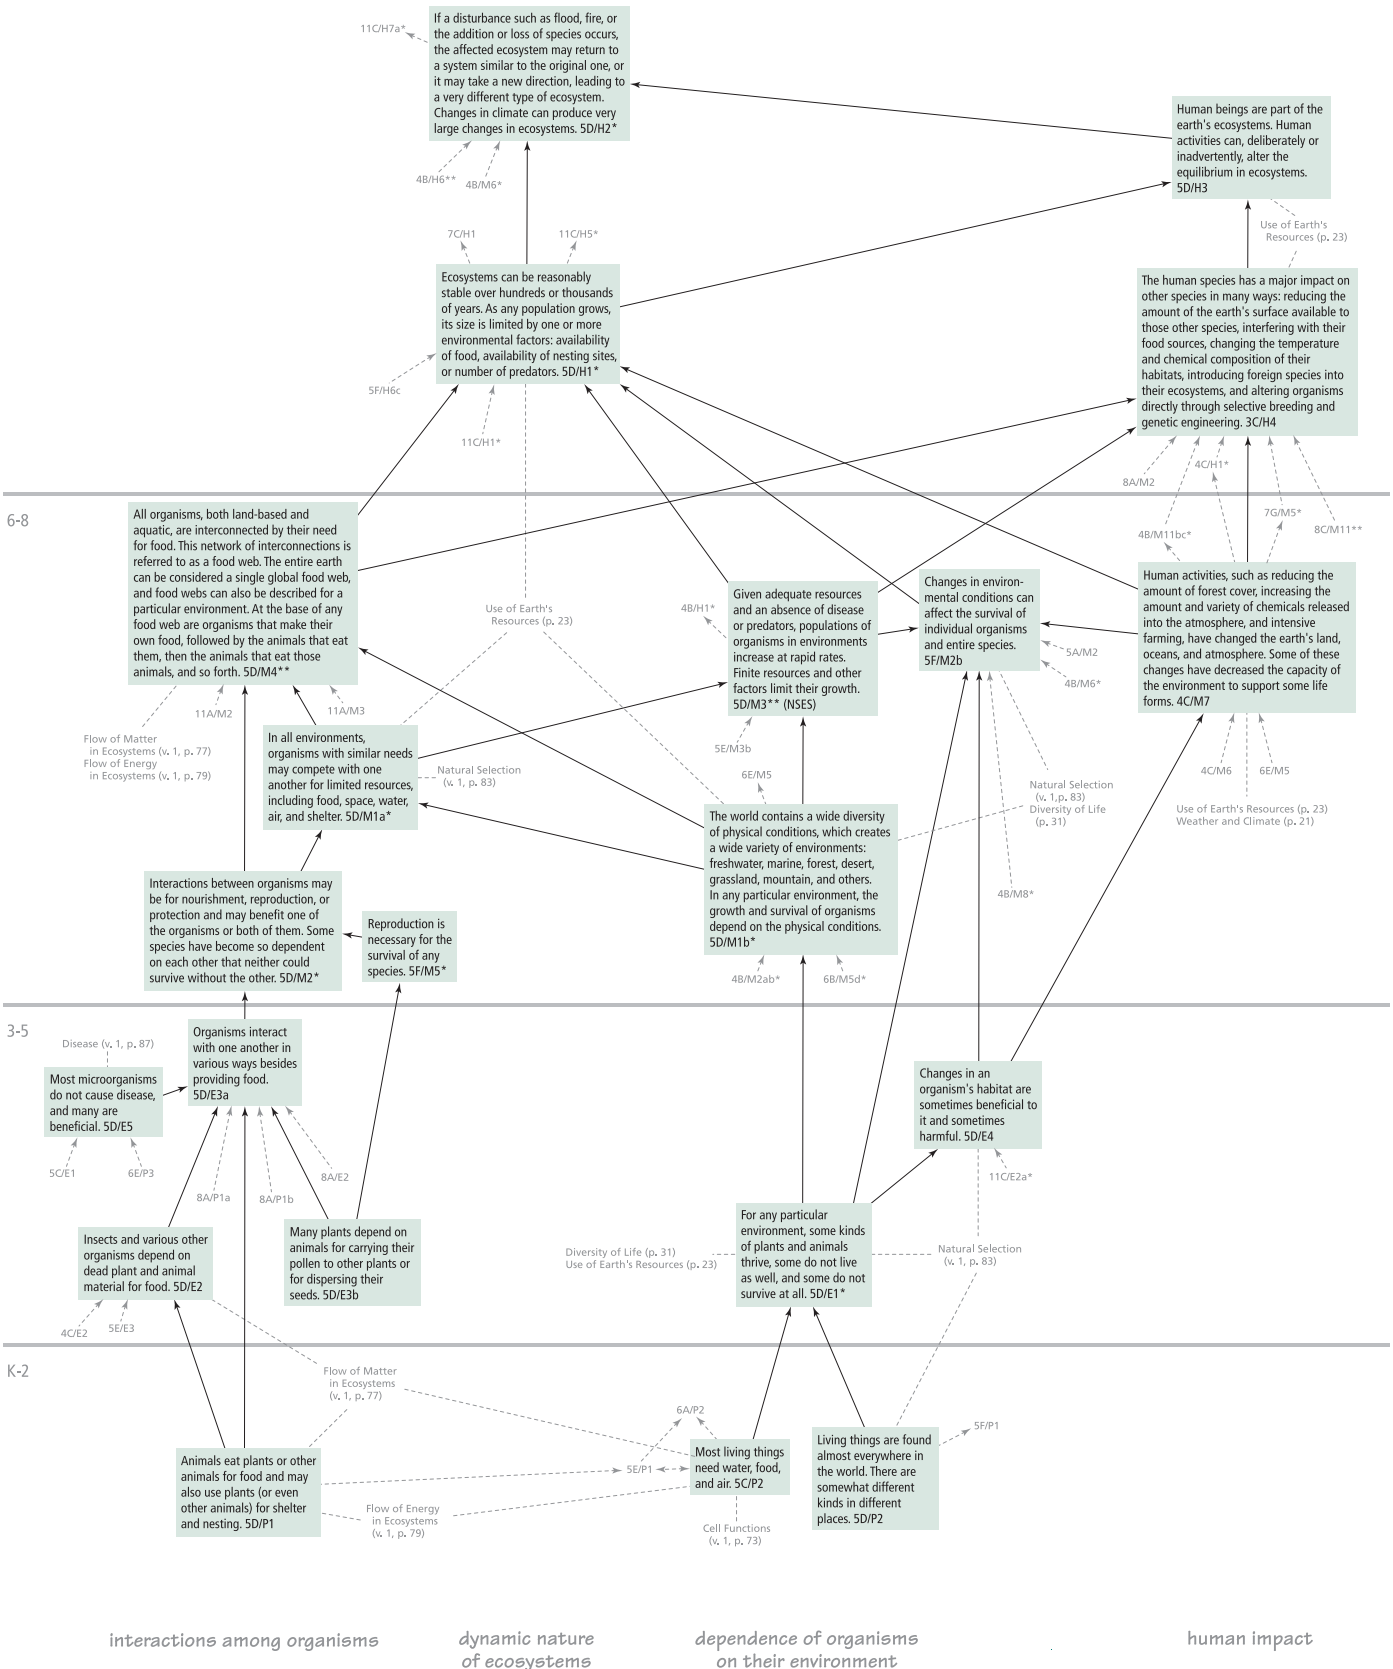 11C/H7a*
If a disturbance such as flood, fire, or
the addition or loss of species occurs,
the affected ecosystem may return to
a system similar to the original one, or
it may take a new direction, leading to
a very different type of ecosystem.
Changes in climate can produce very
large changes in ecosystems. 5D/H2*
Human beings are part of the
earth's ecosystems. Human
activities can, deliberately or
inadvertently, alter the
equilibrium in ecosystems.
5D/H3
4B/H6**
4B/M6*
7C/H1
11C/H5*
Use of Earth's
Resources (p. 23)
Ecosystems can be reasonably
stable over hundreds or thousands
of years. As any population grows,
its size is limited by one or more
environmental factors: availability
of food, availability of nesting sites,
or number of predators. 5D/H1*
The human species has a major impact on
other species in many ways: reducing the
amount of the earth's surface available to
those other species, interfering with their
food sources, changing the temperature
and chemical composition of their
habitats, introducing foreign species into
their ecosystems, and altering organisms
directly through selective breeding and
genetic engineering. 3C/H4
5F/H6c
11C/H1*
8A/M2
4C/H1*
4B/M11bc*
7G/M5*
8C/M11**
6-8
All organisms, both land-based and
aquatic, are interconnected by their need
for food. This network of interconnections is
referred to as a food web. The entire earth
can be considered a single global food web,
and food webs can also be described for a
particular environment. At the base of any
food web are organisms that make their
own food, followed by the animals that eat
them, then the animals that eat those
animals, and so forth. 5D/M4**
Use of Earth's
Resources (p. 23)
4B/H1*
Given adequate resources
and an absence of disease
or predators, populations of
organisms in environments
increase at rapid rates.
Finite resources and other
factors limit their growth.
5D/M3** (NSES)
Changes in environ-
mental conditions can
affect the survival of
individual organisms
and entire species.
5F/M2b
5A/M2
4B/M6*
Human activities, such as reducing the
amount of forest cover, increasing the
amount and variety of chemicals released
into the atmosphere, and intensive
farming, have changed the earth's land,
oceans, and atmosphere. Some of these
changes have decreased the capacity of
the environment to support some life
forms. 4C/M7
11A/M2
11A/M3
Flow of Matter
in Ecosystems (v. 1, p. 77)
Flow of Energy
in Ecosystems (v. 1, p. 79)
In all environments,
organisms with similar needs
may compete with one
another for limited resources,
including food, space, water,
air, and shelter. 5D/M1a*
Natural Selection
(v. 1, p. 83)
5E/M3b
6E/M5
Natural Selection
(v. 1,p. 83)
Diversity of Life
(p. 31)
4C/M6
6E/M5
Use of Earth's Resources (p. 23)
Weather and Climate (p. 21)
The world contains a wide diversity
of physical conditions, which creates
a wide variety of environments:
freshwater, marine, forest, desert,
grassland, mountain, and others.
In any particular environment, the
growth and survival of organisms
depend on the physical conditions.
5D/M1b*
4B/M8*
4B/M2ab*
6B/M5d*
Interactions between organisms may
be for nourishment, reproduction, or
protection and may benefit one of
the organisms or both of them. Some
species have become so dependent
on each other that neither could
survive without the other. 5D/M2*
Reproduction is
necessary for the
survival of any
species. 5F/M5*
3-5
Disease (v. 1, p. 87)
Most microorganisms
do not cause disease,
and many are
beneficial. 5D/E5
Organisms interact
with one another in
various ways besides
providing food.
5D/E3a
Changes in an
organism's habitat are
sometimes beneficial to
it and sometimes
harmful. 5D/E4
5C/E1
6E/P3
8A/P1a
8A/P1b
8A/E2
11C/E2a*
Insects and various other
organisms depend on
dead plant and animal
material for food. 5D/E2
Many plants depend on
animals for carrying their
pollen to other plants or
for dispersing their
seeds. 5D/E3b
Diversity of Life (p. 31)
Use of Earth's Resources (p. 23)
For any particular
environment, some kinds
of plants and animals
thrive, some do not live
as well, and some do not
survive at all. 5D/E1*
Natural Selection
(v. 1, p. 83)
4C/E2
5E/E3
K-2
Flow of Matter
in Ecosystems
(v. 1, p. 77)
6A/P2
5E/P1
5F/P1
Animals eat plants or other
animals for food and may
also use plants (or even
other animals) for shelter
and nesting. 5D/P1
Flow of Energy
in Ecosystems
(v. 1, p. 79)
Most living things
need water, food,
and air. 5C/P2
Living things are found
almost everywhere in
the world. There are
somewhat different
kinds in different
places. 5D/P2
Cell Functions
(v. 1, p. 73)
interactions among organisms
dynamic nature
of ecosystems
dependence of organisms
on their environment
human impact